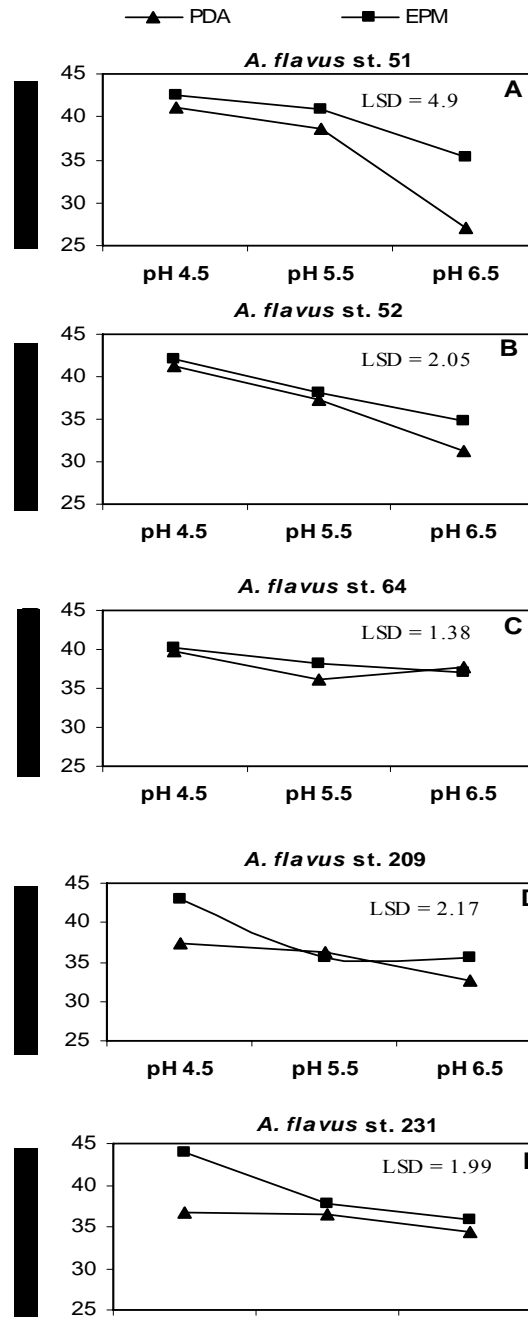 PDA EPM
A. flavus st. 51
A
LSD = 4.9
45
40
35
30
25
pH 4.5 pH 5.5 pH 6.5
A. flavus st. 52
B
LSD = 2.05
45
40
35
30
25
pH 4.5 pH 5.5 pH 6.5
A. flavus st. 64
C
LSD = 1.38
45
40
35
30
25
pH 4.5 pH 5.5 pH 6.5
A. flavus st. 209
LSD = 2.17
45
40
35
30
25
pH 4.5 pH 5.5 pH 6.5
A. flavus st. 231
LSD = 1.99
45
40
35
30
25